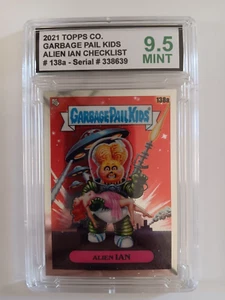 2021 TOPPS CO.
GARBAGE PAIL KIDS
ALIEN IAN CHECKLIST
# 138a - Serial # 338639
9.5
MINT
138a
GARBAGE PAIL KIDS
ALIEN IAN